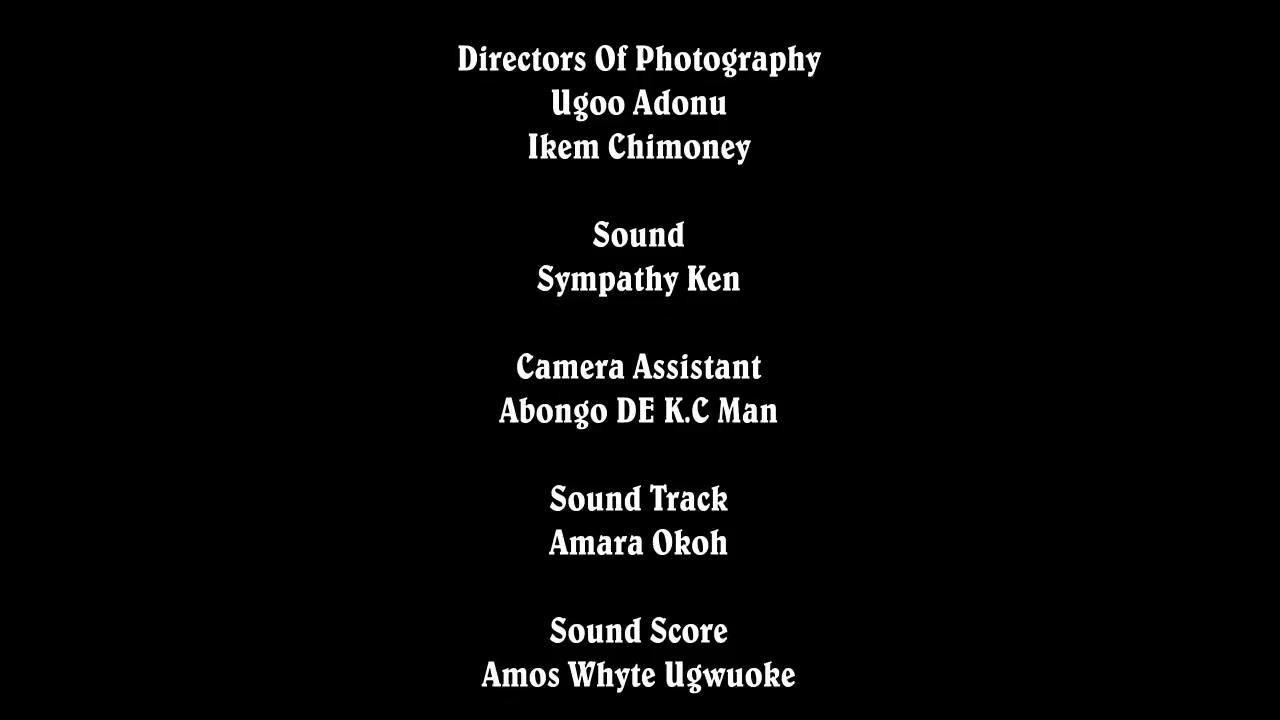 Directors Of Photography
Ugoo Adonu
Ikem Chimoney
Sound
Sympathy Ken
Camera Assistant
Abongo DE K.C Man
Sound Track
Amara Okoh
Sound Score
Amos Whyte Ugwuoke